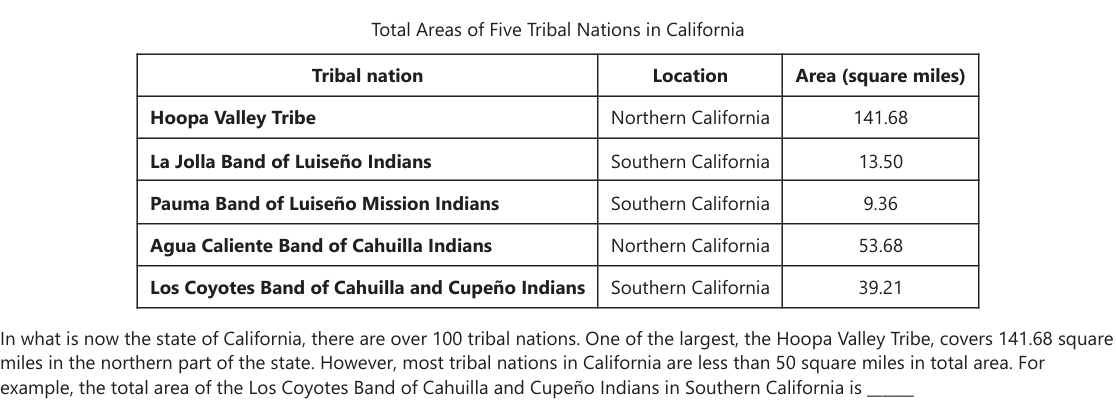 Total Areas of Five Tribal Nations in California
Tribal nation Location Area (square miles)
Hoopa Valley Tribe Northern California 141.68
La Jolla Band of Luiseño Indians Southern California 13.50
Pauma Band of Luiseño Mission Indians Southern California 9.36
Agua Caliente Band of Cahuilla Indians Northern California 53.68
Los Coyotes Band of Cahuilla and Cupeño Indians Southern California 39.21
In what is now the state of California, there are over 100 tribal nations. One of the largest, the Hoopa Valley Tribe, covers 141.68 square
miles in the northern part of the state. However, most tribal nations in California are less than 50 square miles in total area. For
example, the total area of the Los Coyotes Band of Cahuilla and Cupeño Indians in Southern California is ______